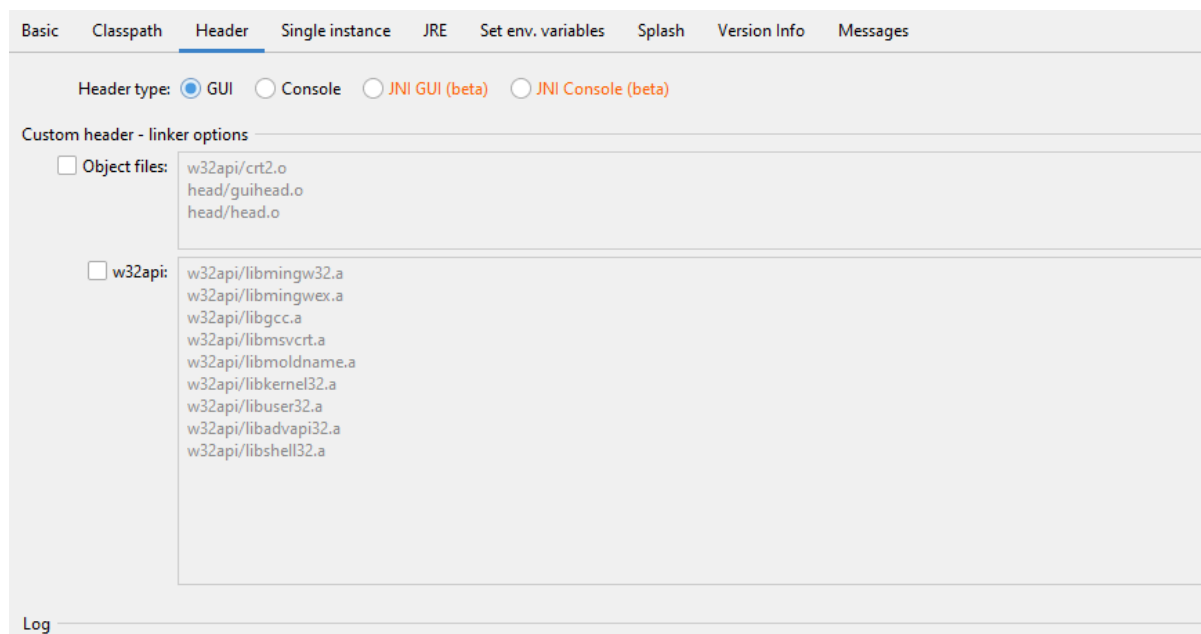 Basic Classpath Header Single instance JRE Set env. variables Splash Version Info Messages
Header type: GUI Console JNI GUI (beta) JNI Console (beta)
Custom header - linker options
Object files: w32api/crt2.o
head/guihead.o
head/head.o
w32api: w32api/libmingw32.a
w32api/libmingwex.a
w32api/libgcc.a
w32api/libmsvcrt.a
w32api/libmoldname.a
w32api/libkernel32.a
w32api/libuser32.a
w32api/libadvapi32.a
w32api/libshell32.a
Log